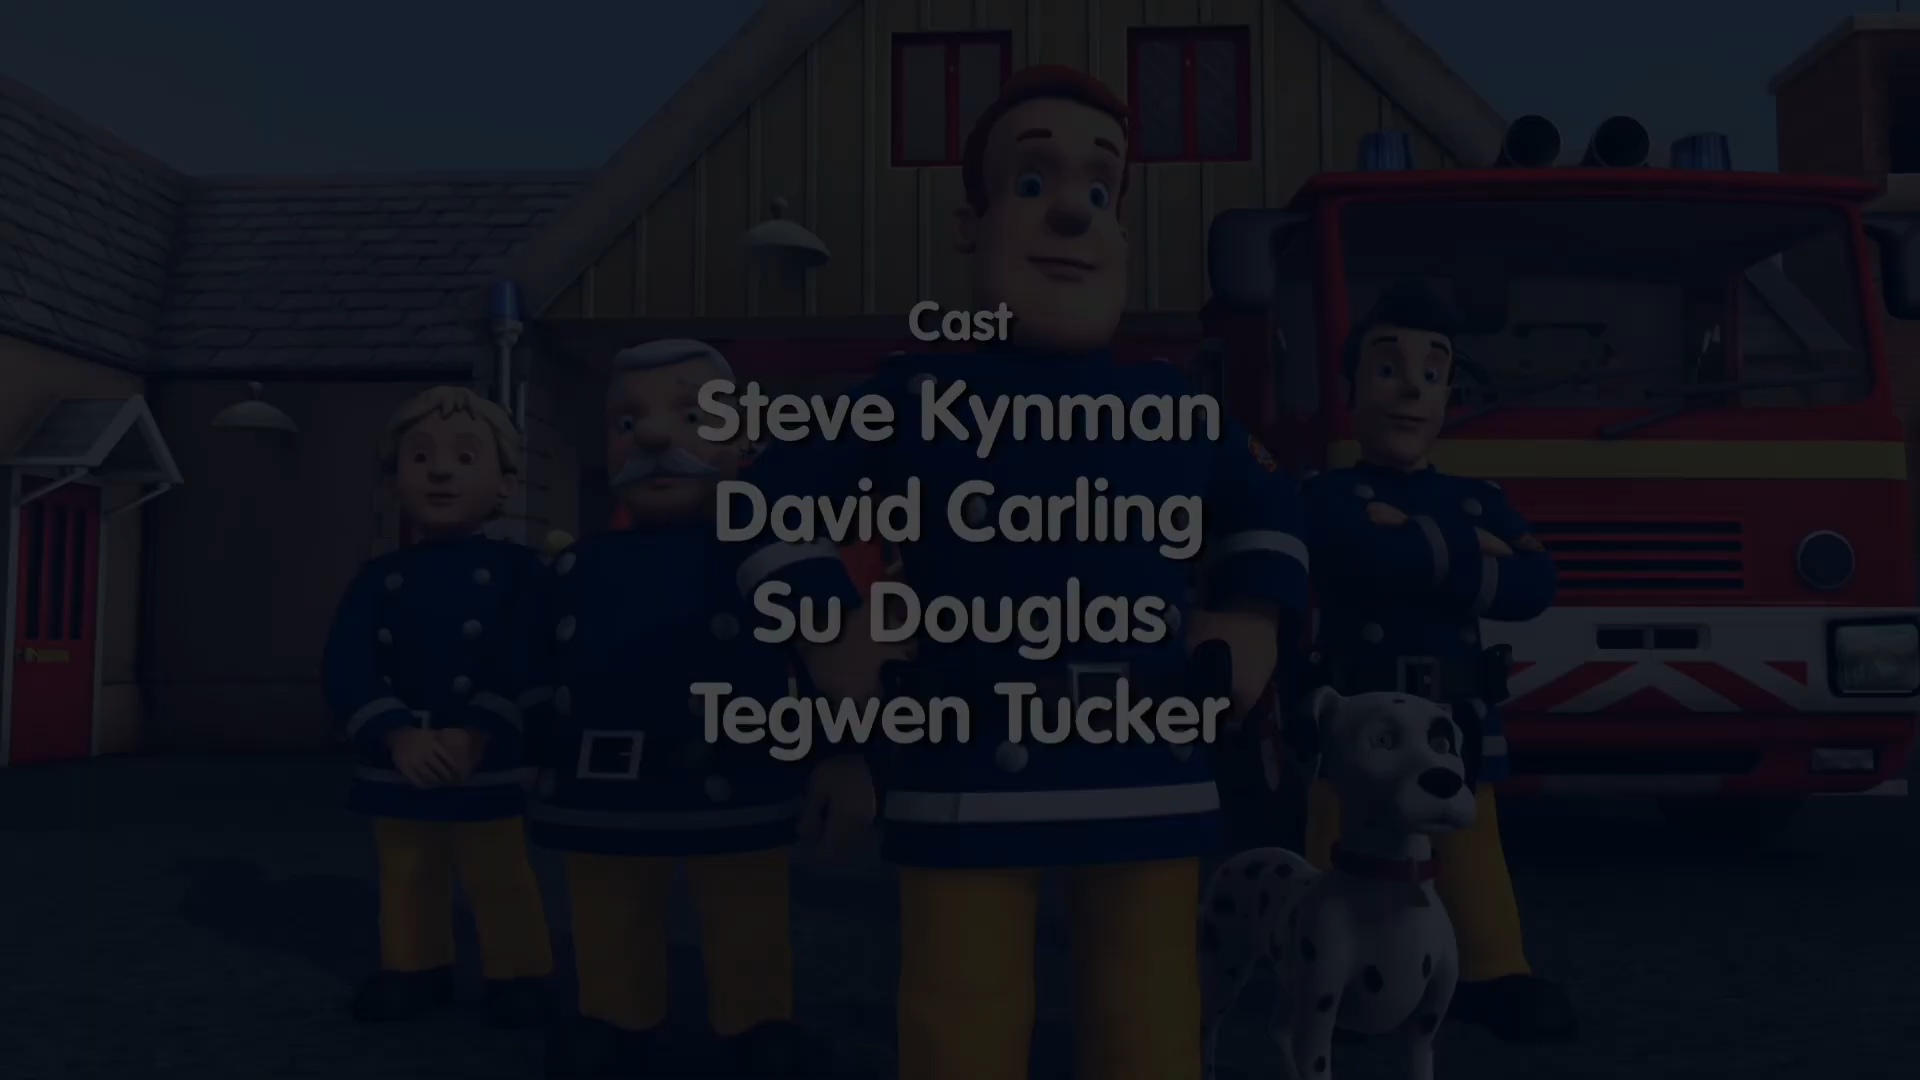 Cast
Steve Kynman
David Carling
Su Douglas
Tegwen Tucker